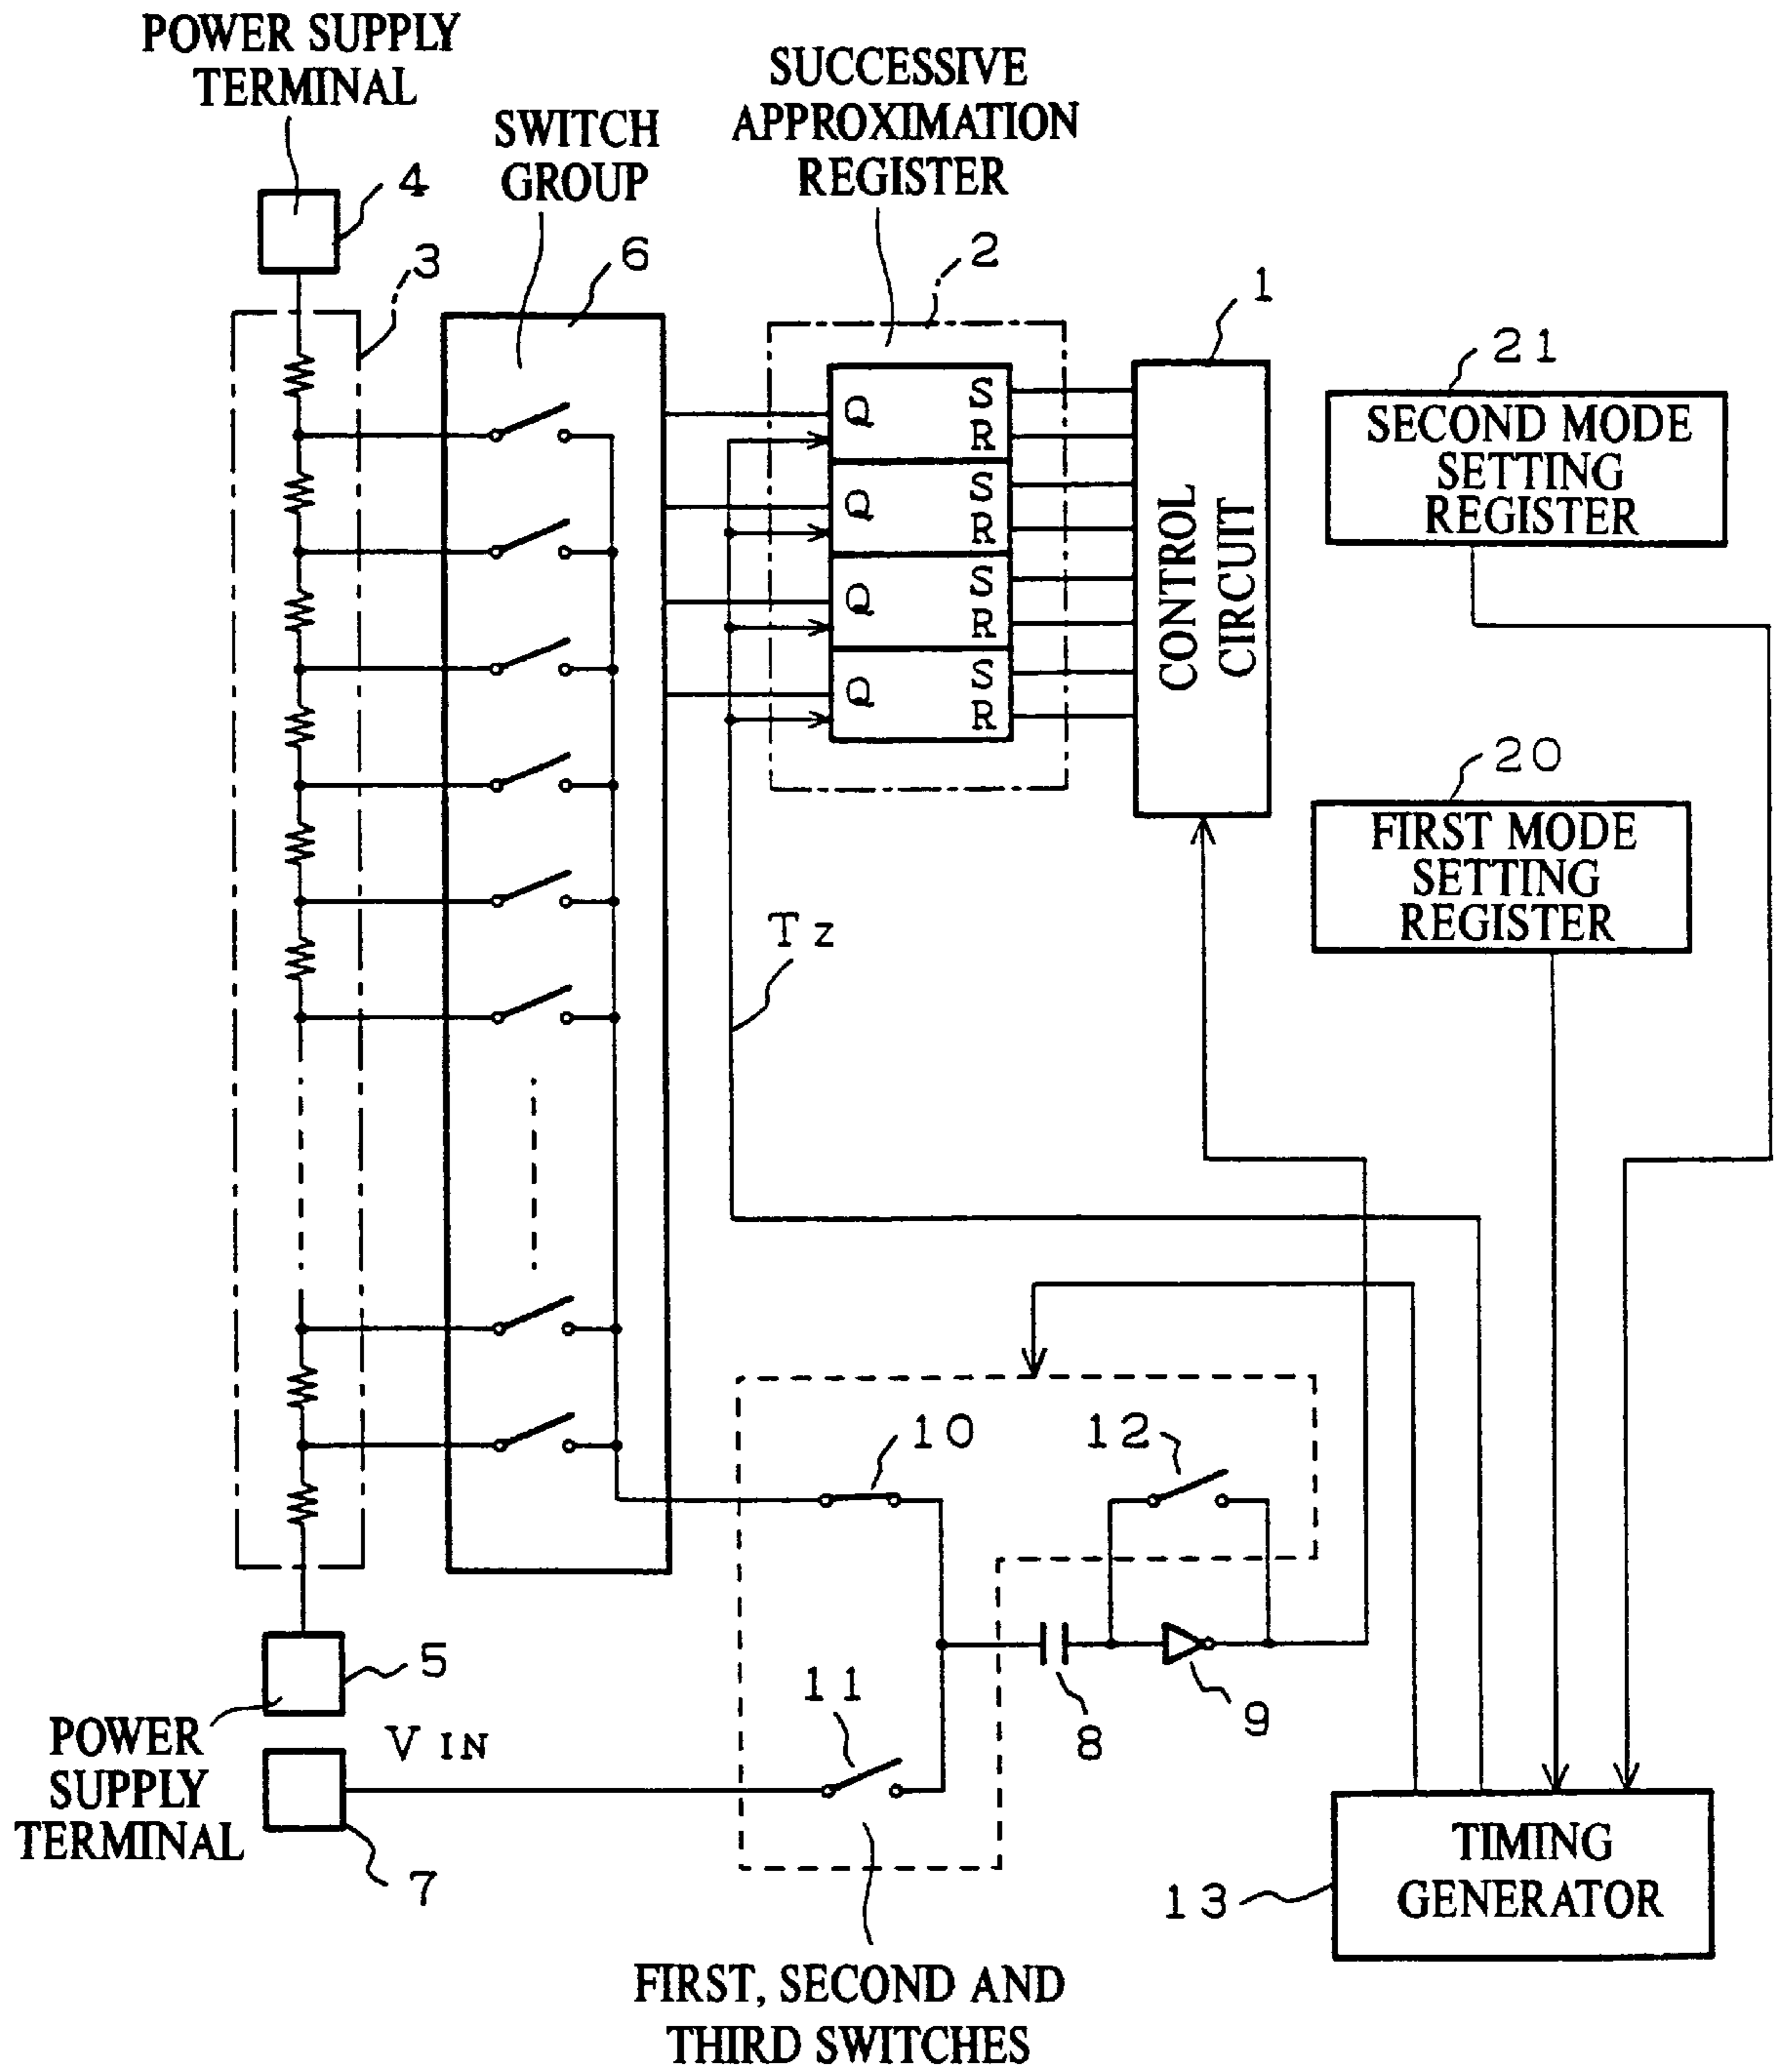 POWER SUPPLY
TERMINAL
4
3
SWITCH
GROUP
6
SUCCESSIVE
APPROXIMATION
REGISTER
2
Q S
R
Q S
R
Q S
R
Q S
R
1
CONTROL
CIRCUIT
21
SECOND MODE
SETTING
REGISTER
20
FIRST MODE
SETTING
REGISTER
Tz
10
12
11
8
9
5
POWER
SUPPLY
TERMINAL
VIN
7
13
TIMING
GENERATOR
FIRST, SECOND AND
THIRD SWITCHES